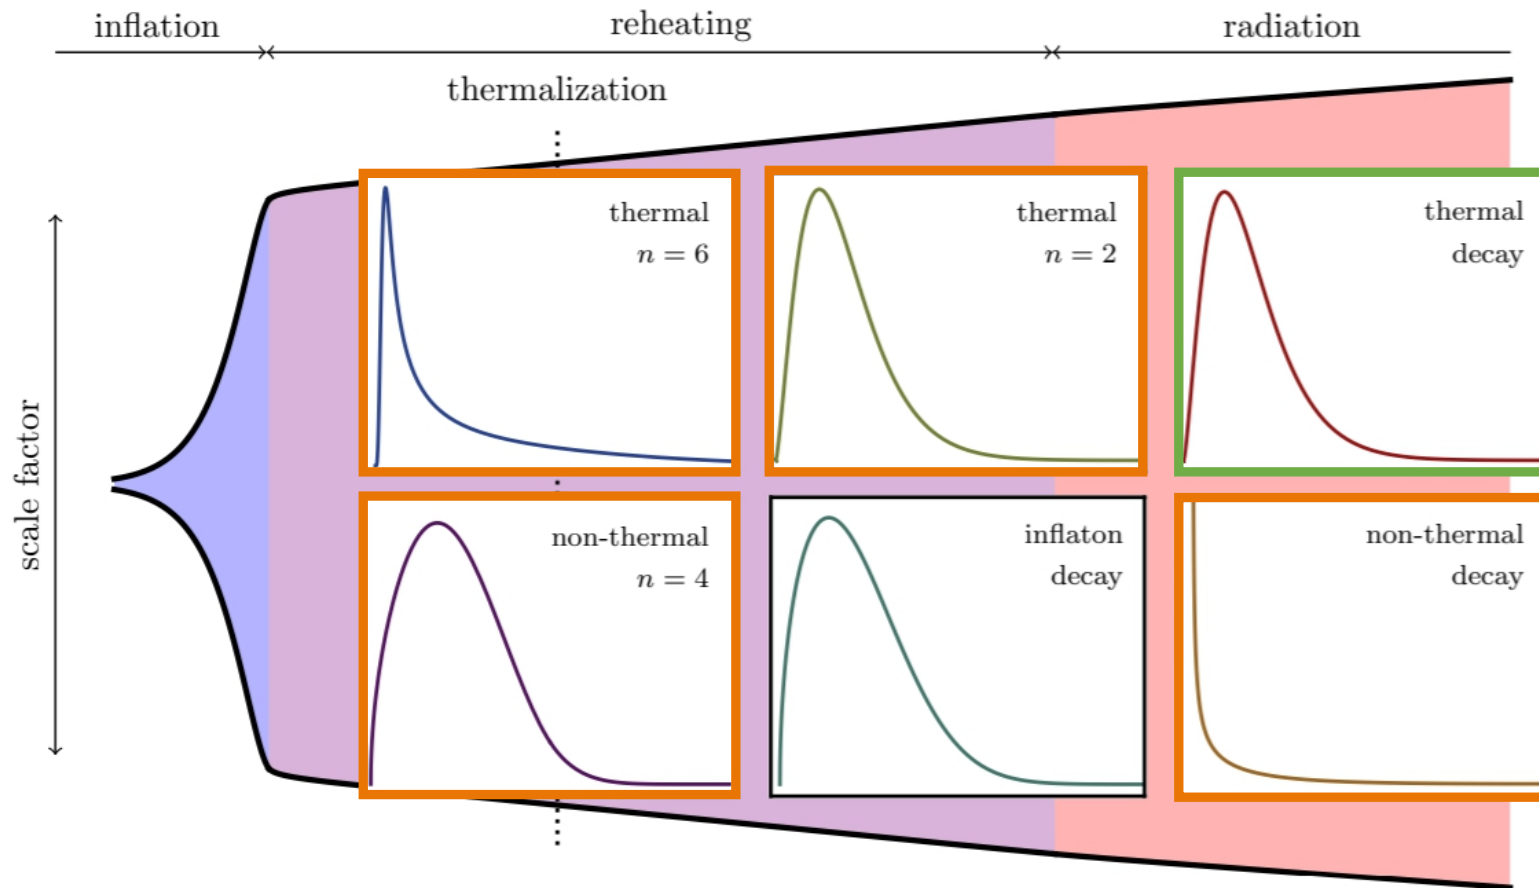 inflation
reheating
radiation
thermalization
scale factor
thermal
n = 6
thermal
n = 2
thermal
decay
non-thermal
n = 4
inflaton
decay
non-thermal
decay